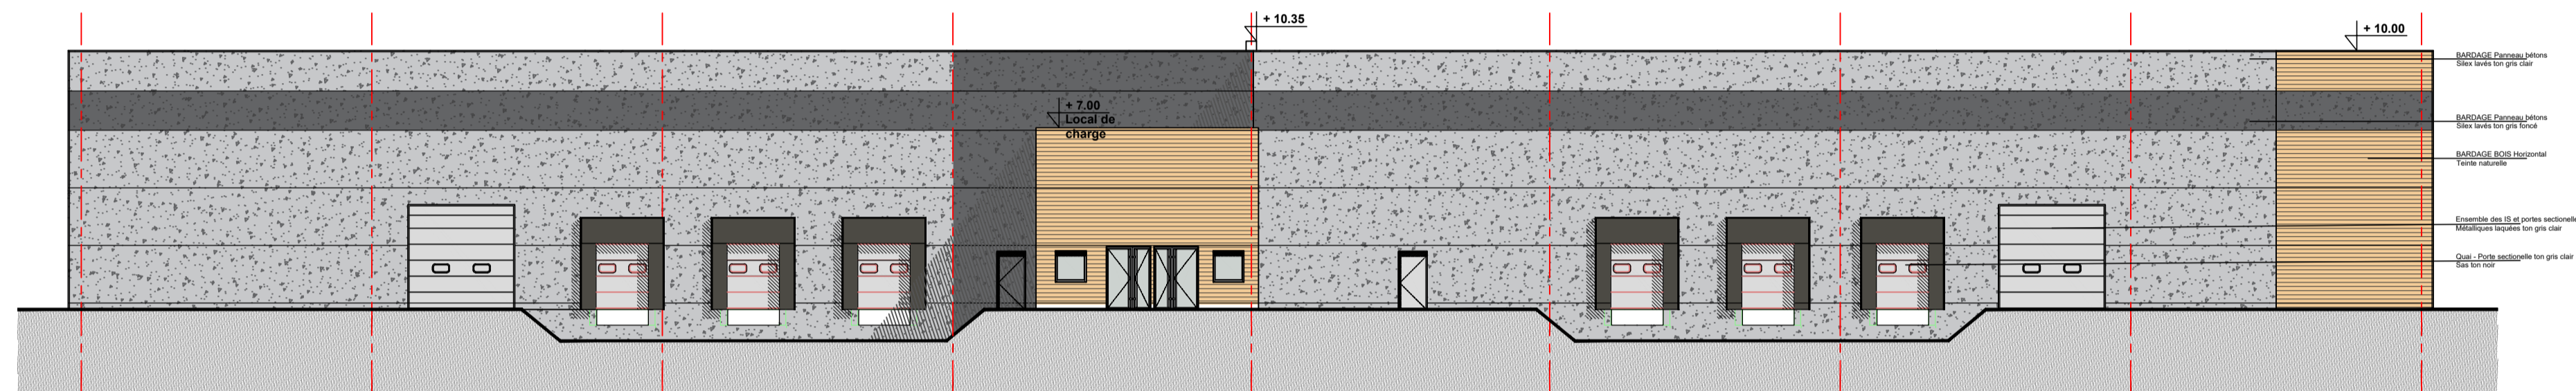 + 10.35
+ 10.00
BARDAGE Panneau bétons
Silex lavés ton gris clair
+ 7.00
Local de
charge
BARDAGE Panneau bétons
Silex lavés ton gris foncé
BARDAGE BOIS Horizontal
Teinte naturelle
Ensemble des IS et portes sectionelle
Métalliques laquées ton gris clair
Quai - Porte sectionelle ton gris clair
Sas ton noir